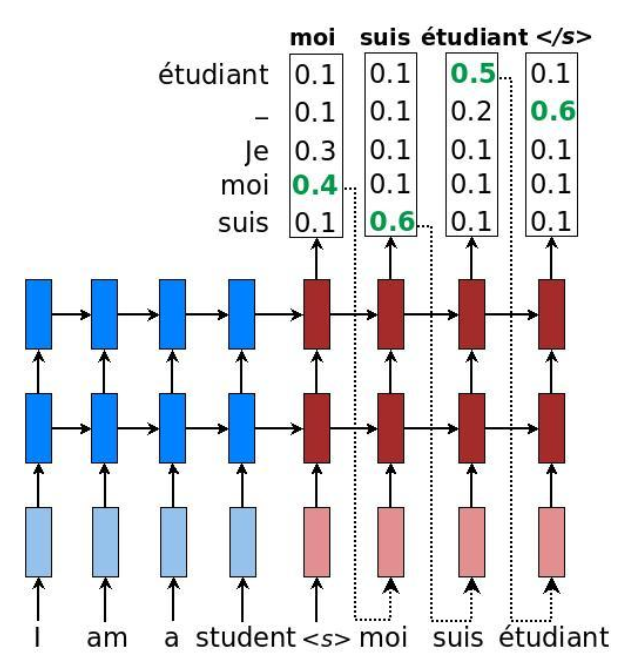 moi suis étudiant </s>
étudiant 0.1 0.1 0.5 0.1
– 0.1 0.1 0.2 0.6
Je 0.3 0.1 0.1 0.1
moi 0.4 0.1 0.1 0.1
suis 0.1 0.6 0.1 0.1
I am a student <s> moi suis étudiant